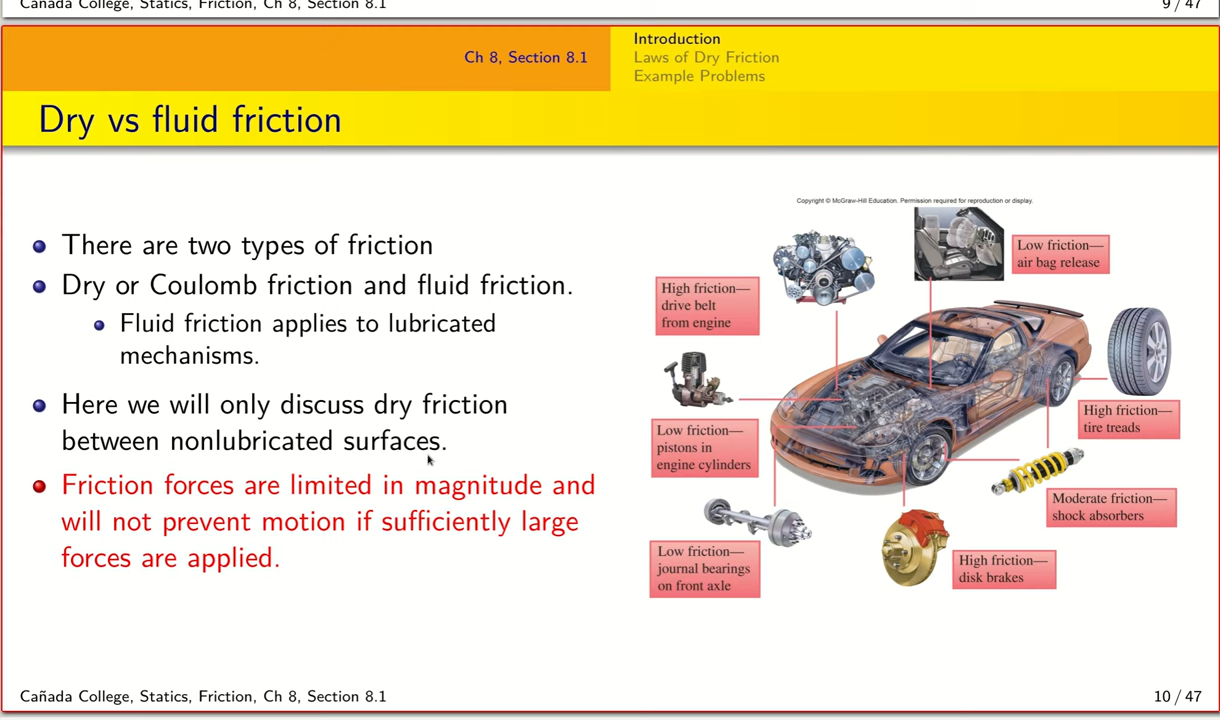 Cañada College, Statics, Friction, Ch 8, Section 8.1
9 / 47
Ch 8, Section 8.1
Introduction
Laws of Dry Friction
Example Problems
Dry vs fluid friction
There are two types of friction
Dry or Coulomb friction and fluid friction.
Fluid friction applies to lubricated
mechanisms.
Here we will only discuss dry friction
between nonlubricated surfaces.
Friction forces are limited in magnitude and
will not prevent motion if sufficiently large
forces are applied.
Copyright © McGraw-Hill Education. Permission required for reproduction or display.
Low friction—
air bag release
High friction—
drive belt
from engine
High friction—
tire treads
Low friction—
pistons in
engine cylinders
Moderate friction—
shock absorbers
Low friction—
journal bearings
on front axle
High friction—
disk brakes
Cañada College, Statics, Friction, Ch 8, Section 8.1
10 / 47